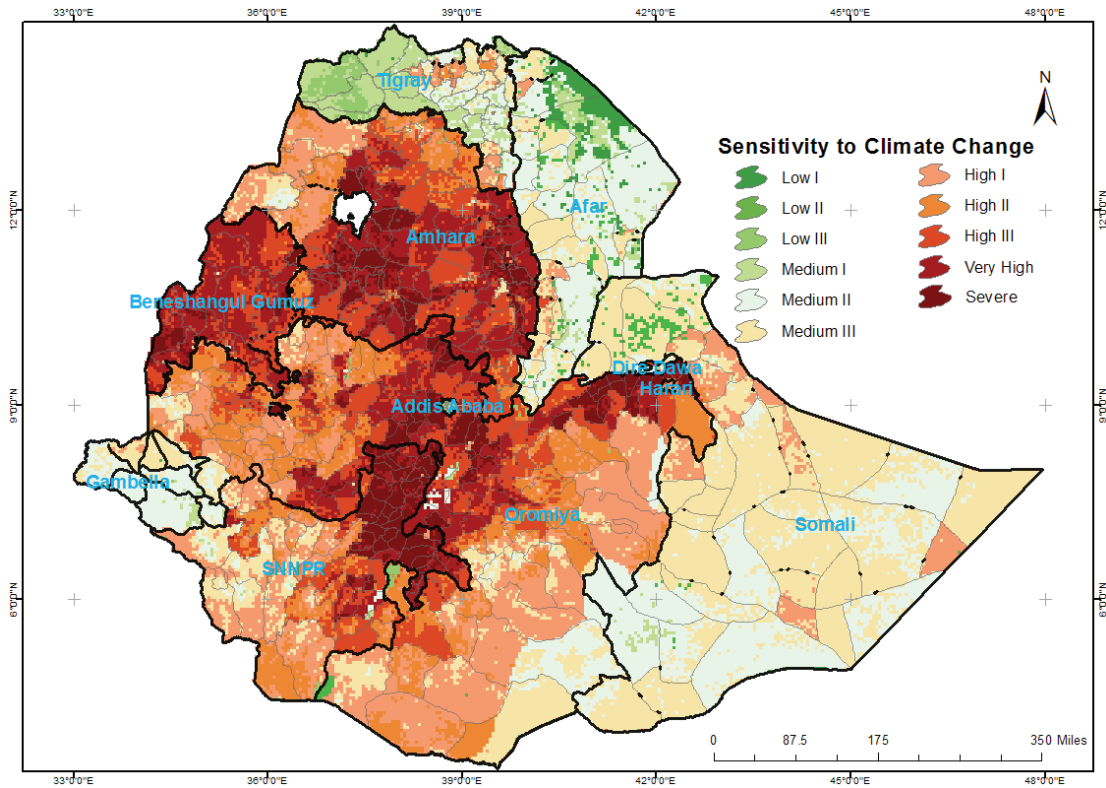 33°0'0"E 36°0'0"E 39°0'0"E 42°0'0"E 45°0'0"E 48°0'0"E
N
Sensitivity to Climate Change
Low I
Low II
Low III
Medium I
Medium II
Medium III
High I
High II
High III
Very High
Severe
Tigray
Afar
Amhara
Beneshangul Gumuz
Dire Dawa
Harari
Addis Ababa
Gambella
Oromiya
Somali
SNNPR
12°0'0"N 12°0'0"N
9°0'0"N 9°0'0"N
6°0'0"N 6°0'0"N
0 87.5 175 350 Miles
33°0'0"E 36°0'0"E 39°0'0"E 42°0'0"E 45°0'0"E 48°0'0"E